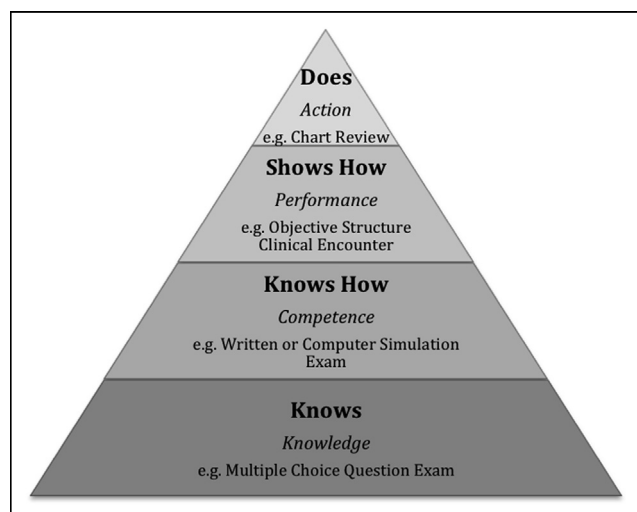 Does
Action
e.g. Chart Review
Shows How
Performance
e.g. Objective Structure
Clinical Encounter
Knows How
Competence
e.g. Written or Computer Simulation
Exam
Knows
Knowledge
e.g. Multiple Choice Question Exam